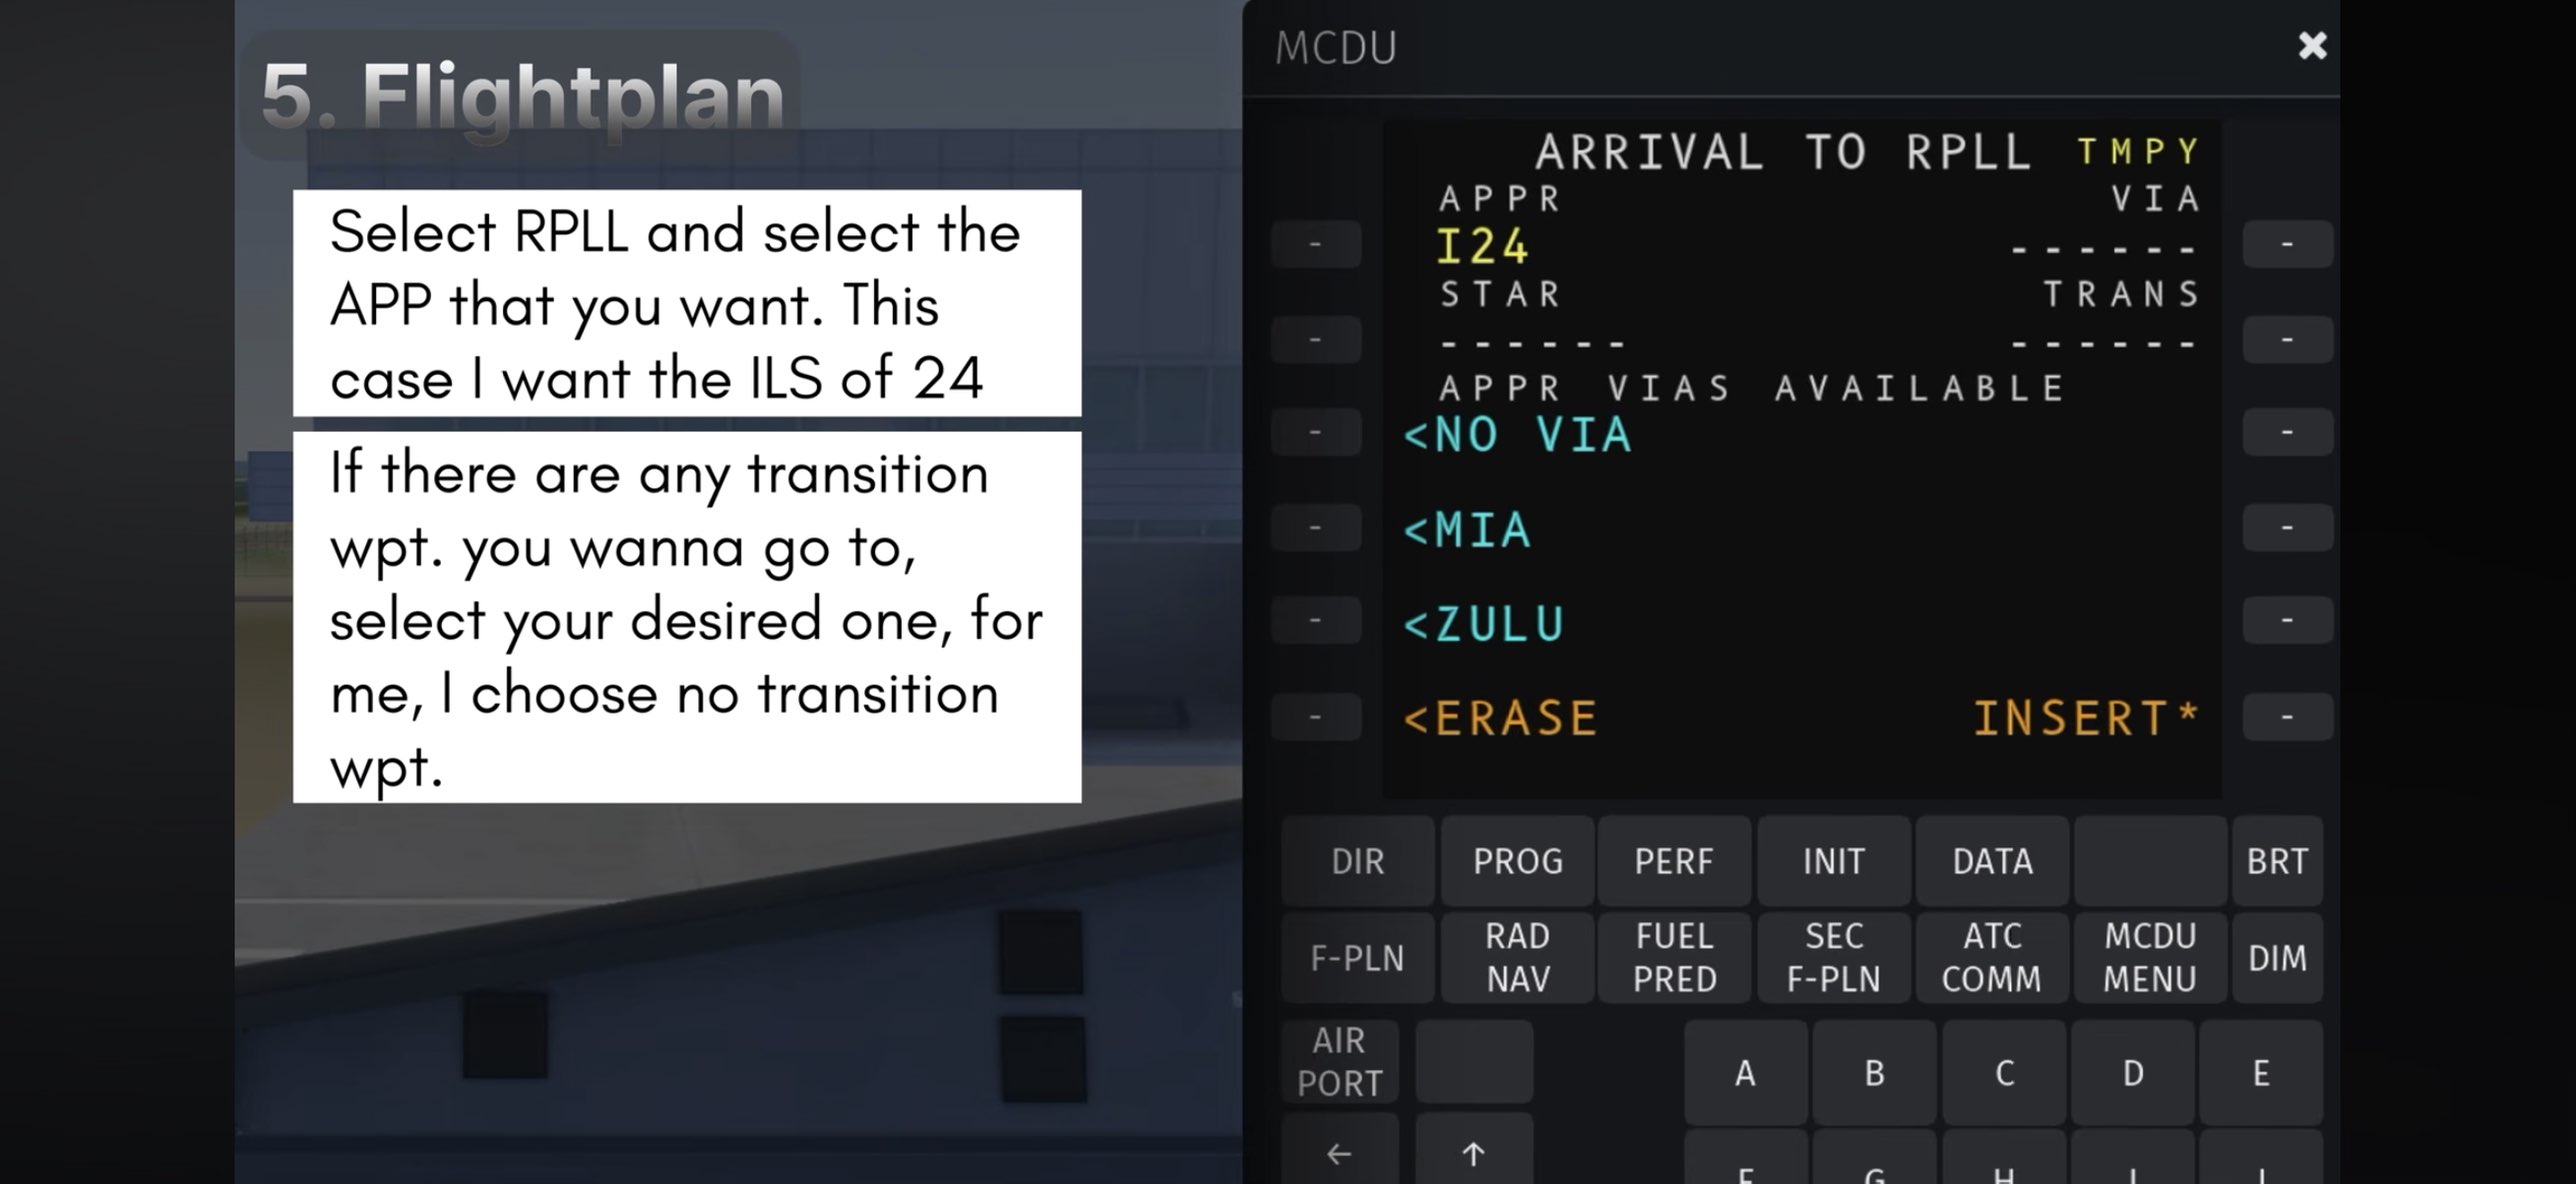 5. Flightplan
Select RPLL and select the
APP that you want. This
case I want the ILS of 24
If there are any transition
wpt. you wanna go to,
select your desired one, for
me, I choose no transition
wpt.
MCDU
ARRIVAL TO RPLL TMPY
APPR VIA
I24 ------
STAR TRANS
------ ------
APPR VIAS AVAILABLE
<NO VIA
<MIA
<ZULU
<ERASE INSERT*
DIR PROG PERF INIT DATA BRT
F-PLN RAD NAV FUEL PRED SEC F-PLN ATC COMM MCDU MENU DIM
AIR PORT A B C D E
← ↑